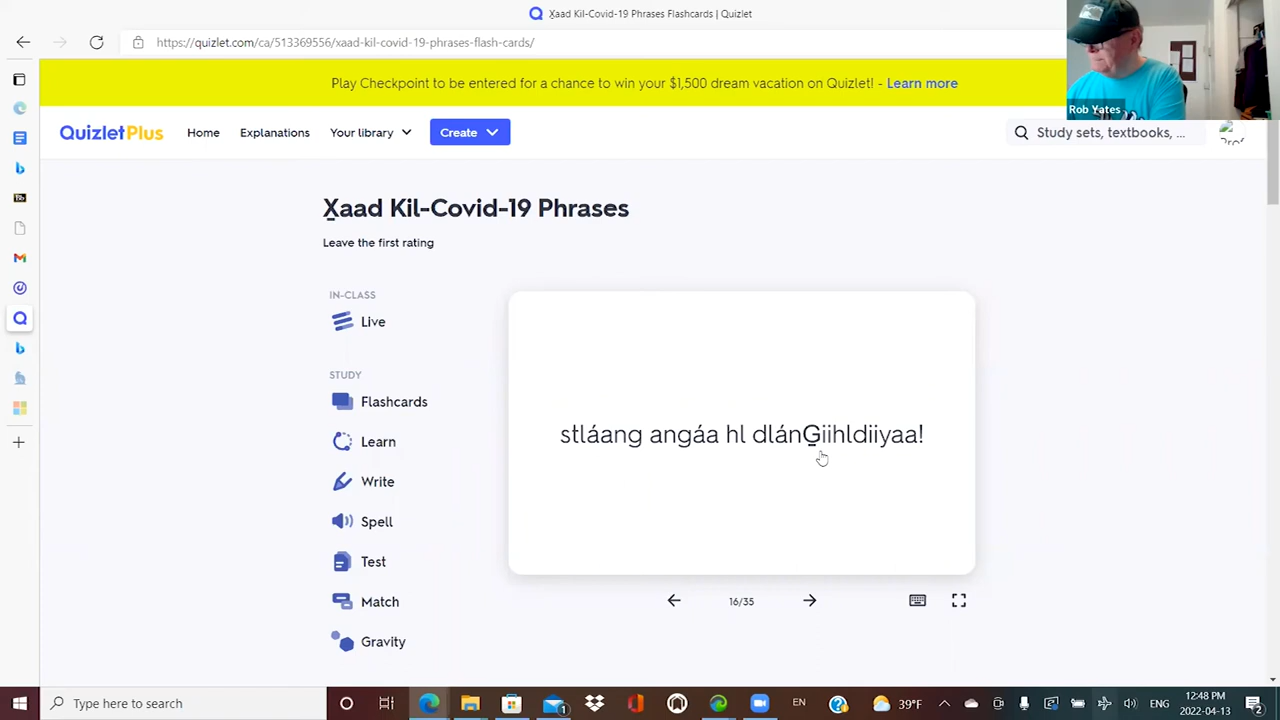 X̱aad Kil-Covid-19 Phrases Flashcards | Quizlet
https://quizlet.com/ca/513369556/xaad-kil-covid-19-phrases-flash-cards/
Rob Yates
Play Checkpoint to be entered for a chance to win your $1,500 dream vacation on Quizlet! - Learn more
QuizletPlus
Home
Explanations
Your library
Create
Study sets, textbooks, ...
X̱aad Kil-Covid-19 Phrases
Leave the first rating
IN-CLASS
Live
STUDY
Flashcards
Learn
Write
Spell
Test
Match
Gravity
stláang angáa hl dlánG̱iihldiiyaa!
16/35
Type here to search
EN
39°F
ENG
12:48 PM
2022-04-13
2